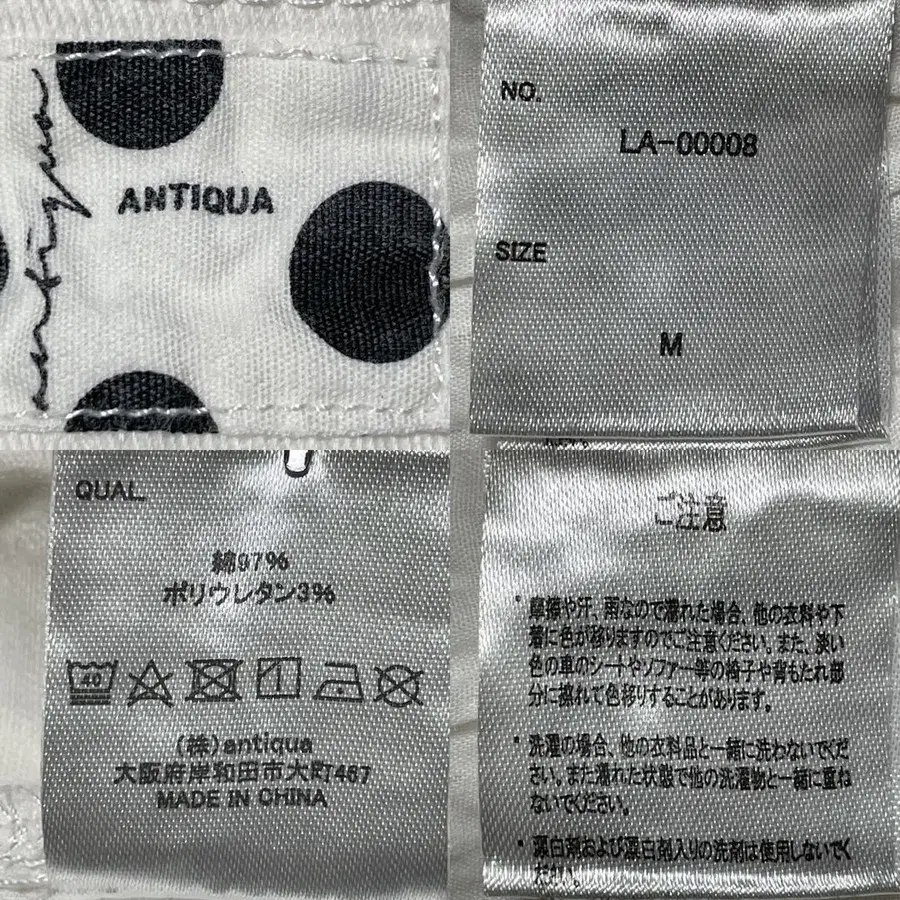 antiqua
ANTIQUA
NO.
LA-00008
SIZE
M
QUAL
綿97%
ポリウレタン3%
40
(株)antiqua
大阪府岸和田市大町467
MADE IN CHINA
ご注意
・摩擦や汗、雨なので濡れた場合、他の衣料や下
着に色が移りますのでご注意ください。また、淡い
色の車のシートやソファー等の椅子や背もたれ部
分に擦れて色移りすることがあります。
・洗濯の場合、他の衣料品と一緒に洗わないでくだ
さい。また濡れた状態で他の洗濯物と一緒に重ね
ないでください。
・漂白剤および漂白剤入りの洗剤は使用しないでく
ださい。